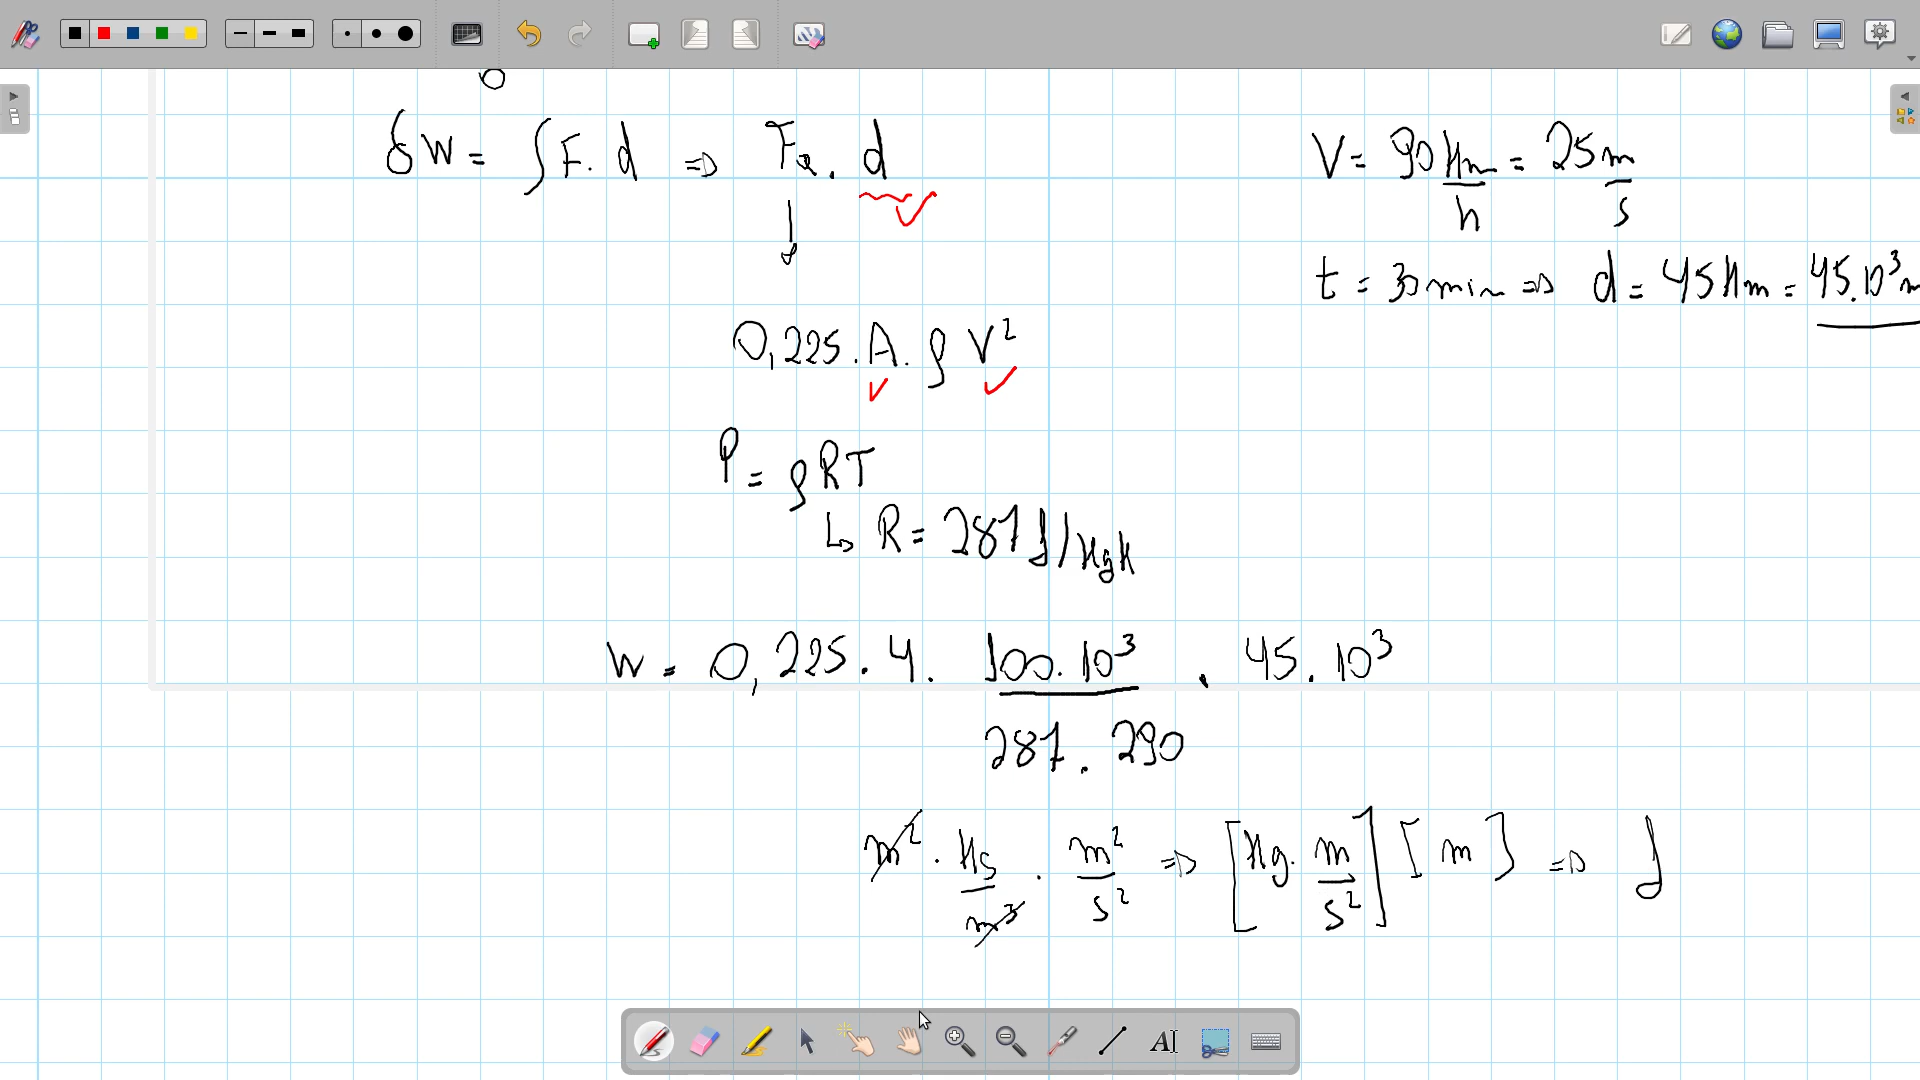 δW = ∫F. d ⇒ Fa. d
V = 90 Km/h = 25 m/s
t = 30 min ⇒ d = 45 Km = 45.10³ m
0,225 . A . ρ V²
P = ρRT
↳ R = 287 J/KgK
W = 0,225 . 4 . 100.10³ / 287 . 290 . 45.10³
m² . Kg/m³ . m²/s² ⇒ [Kg. m/s²] [m] ⇒ J
AI